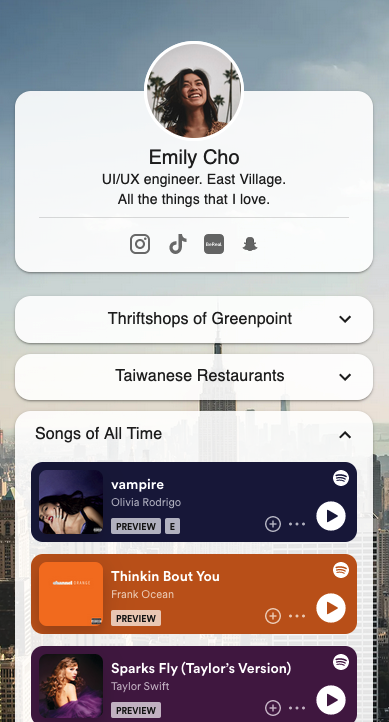 Emily Cho
UI/UX engineer. East Village.
All the things that I love.
BeReal.
Thriftshops of Greenpoint
Taiwanese Restaurants
Songs of All Time
vampire
Olivia Rodrigo
PREVIEW E
channel ORANGE
Thinkin Bout You
Frank Ocean
PREVIEW
Sparks Fly (Taylor’s Version)
Taylor Swift
PREVIEW